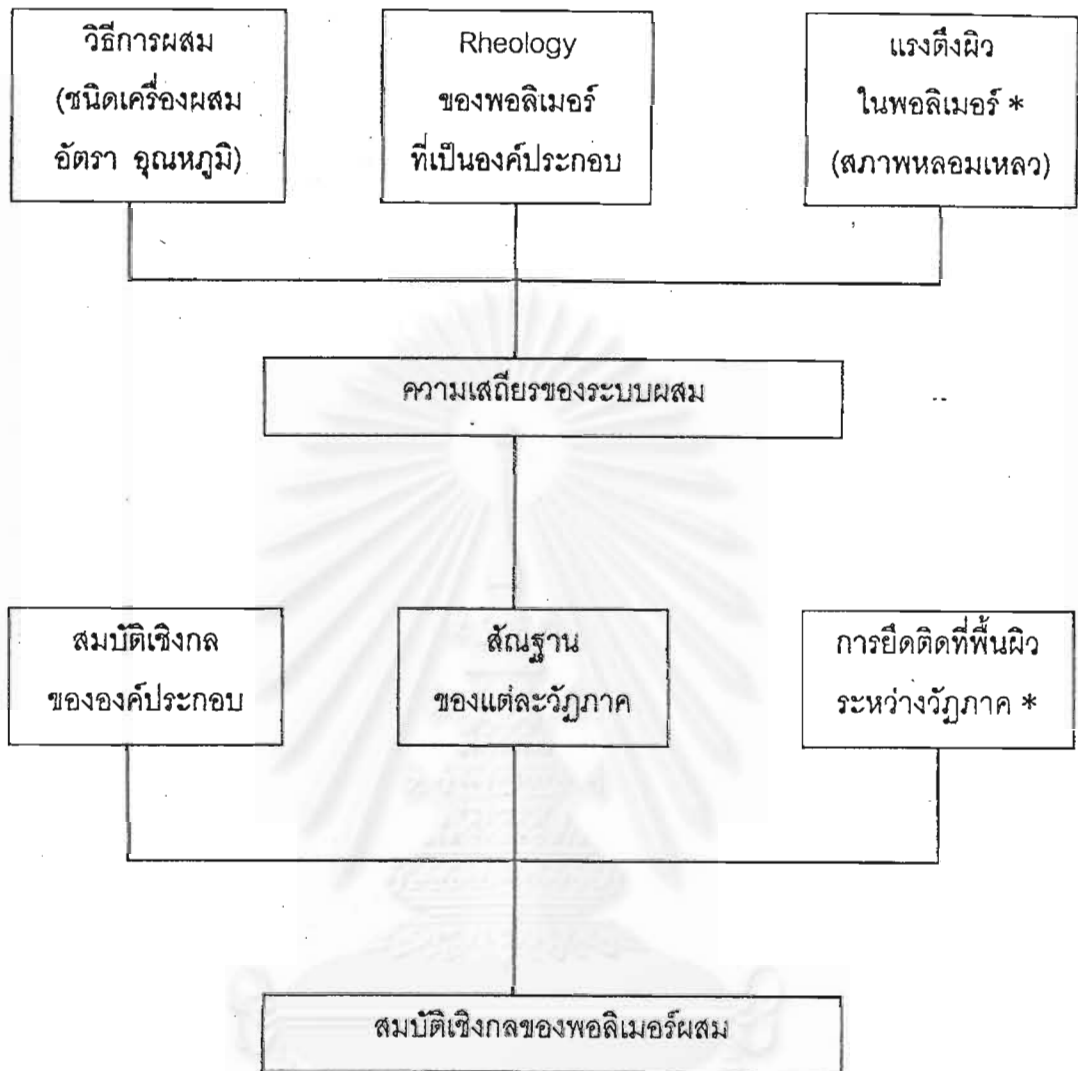 วิธีการผสม
(ชนิดเครื่องผสม
อัตรา อุณหภูมิ)
Rheology
ของพอลิเมอร์
ที่เป็นองค์ประกอบ
แรงตึงผิว
ในพอลิเมอร์ *
(สภาพหลอมเหลว)
ความเสถียรของระบบผสม
สมบัติเชิงกล
ขององค์ประกอบ
สัณฐาน
ของแต่ละวัฏภาค
การยึดติดที่พื้นผิว
ระหว่างวัฏภาค *
สมบัติเชิงกลของพอลิเมอร์ผสม